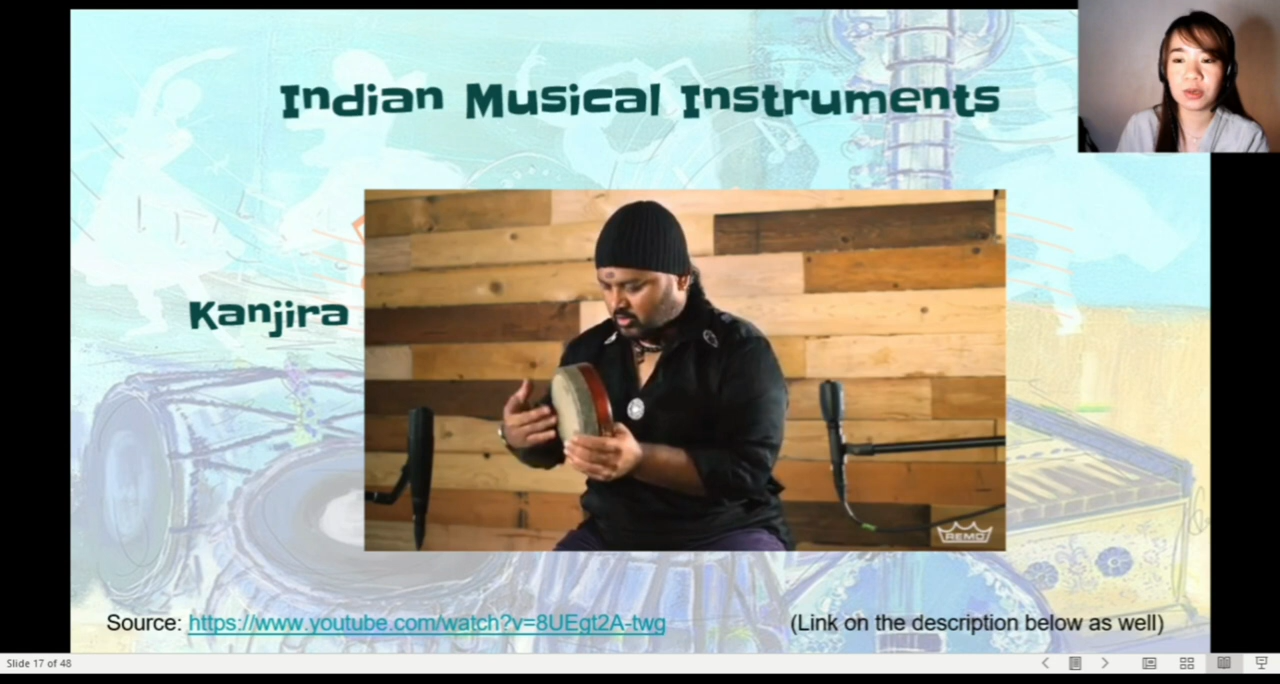 Indian Musical Instruments
Kanjira
REMO
Source: https://www.youtube.com/watch?v=8UEgt2A-twg (Link on the description below as well)
Slide 17 of 48